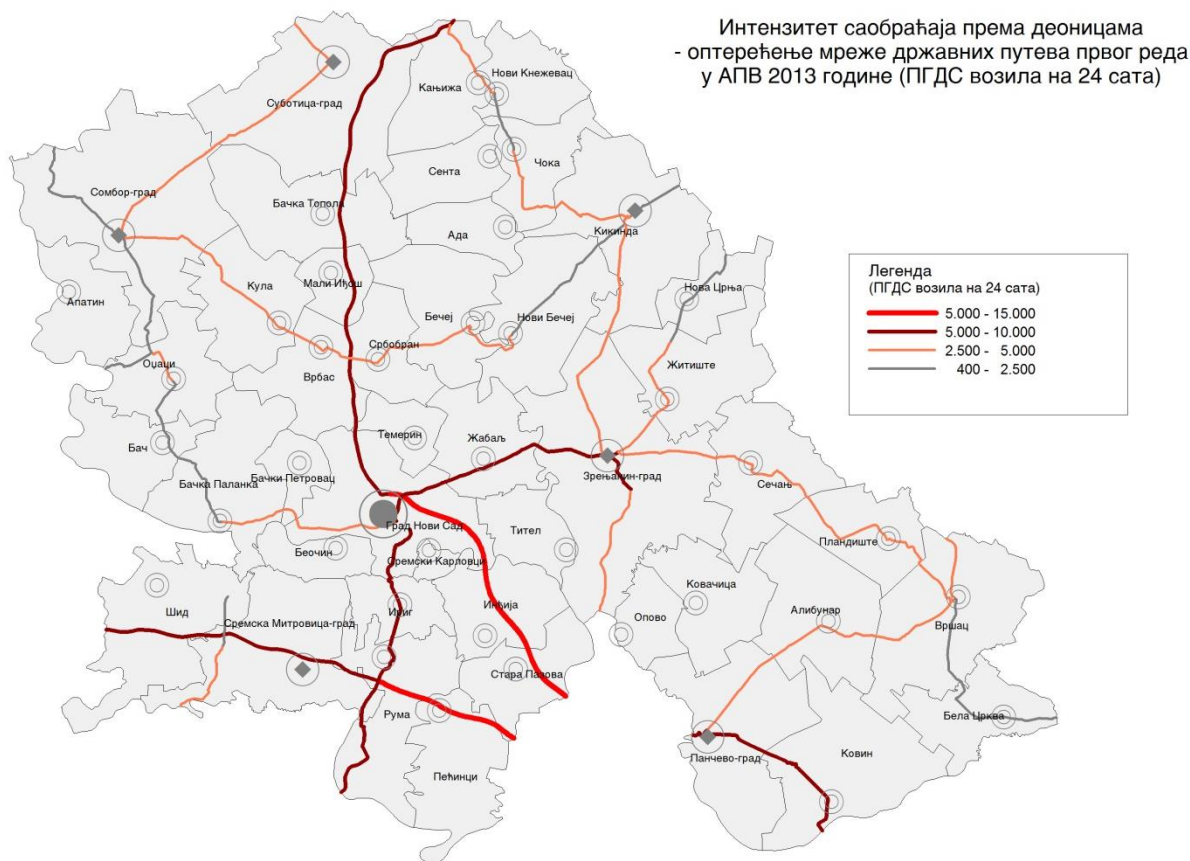 Интензитет саобраћаја према деоницама
- оптерећење мреже државних путева првог реда
у АПВ 2013 године (ПГДС возила на 24 сата)
Суботица-град
Кањижа
Нови Кнежевац
Сента
Чока
Сомбор-град
Бачка Топола
Ада
Кикинда
Апатин
Кула
Мали Иђош
Бечеј
Нови Бечеј
Нова Црња
Легенда
(ПГДС возила на 24 сата)
5.000 - 15.000
5.000 - 10.000
2.500 - 5.000
400 - 2.500
Оџаци
Врбас
Србобран
Житиште
Бач
Темерин
Жабаљ
Бачка Паланка
Бачки Петровац
Зрењанин-град
Сечањ
Град Нови Сад
Тител
Беочин
Сремски Карловци
Пландиште
Шид
Сремска Митровица-град
Ириг
Инђија
Опово
Ковачица
Алибунар
Вршац
Стара Пазова
Рума
Бела Црква
Панчево-град
Ковин
Пећинци